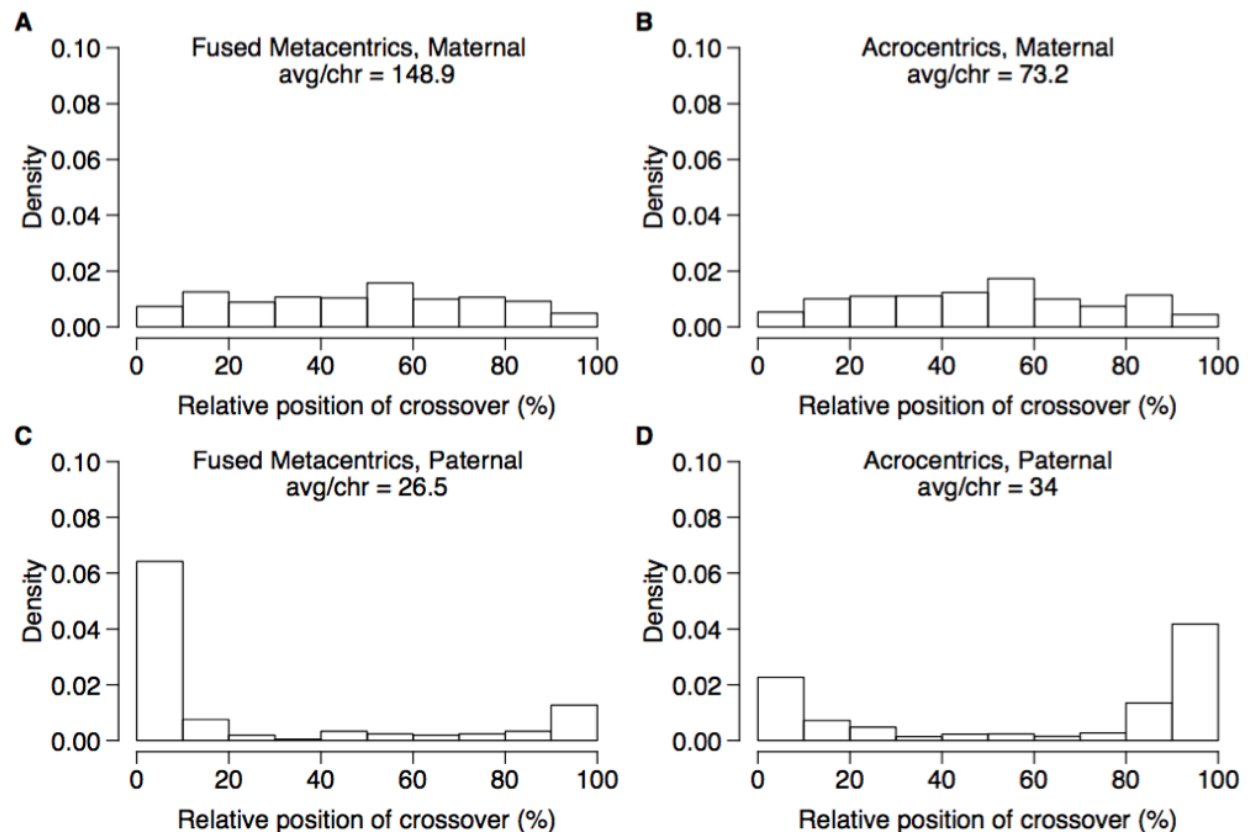 A
Fused Metacentrics, Maternal
avg/chr = 148.9
Density
0.10
0.08
0.06
0.04
0.02
0.00
0 20 40 60 80 100
Relative position of crossover (%)
B
Acrocentrics, Maternal
avg/chr = 73.2
Density
0.10
0.08
0.06
0.04
0.02
0.00
0 20 40 60 80 100
Relative position of crossover (%)
C
Fused Metacentrics, Paternal
avg/chr = 26.5
Density
0.10
0.08
0.06
0.04
0.02
0.00
0 20 40 60 80 100
Relative position of crossover (%)
D
Acrocentrics, Paternal
avg/chr = 34
Density
0.10
0.08
0.06
0.04
0.02
0.00
0 20 40 60 80 100
Relative position of crossover (%)